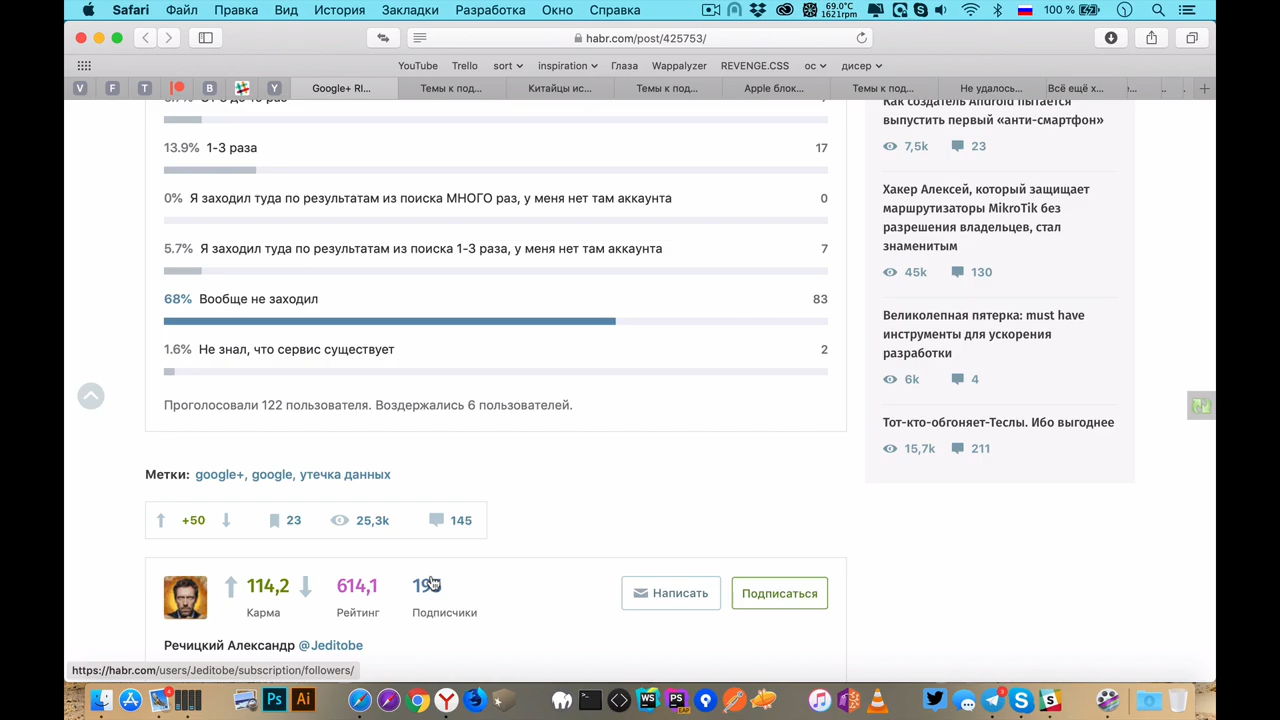 Safari Файл Правка Вид История Закладки Разработка Окно Справка
69.0°C
1621rpm
100 %
habr.com/post/425753/
YouTube Trello sort inspiration Глаза Wappalyzer REVENGE.CSS ос дисер
V F T B Y Google+ RI... Темы к под... Китайцы ис... Темы к под... Apple блок... Темы к под... Не удалось... Всё ещё х...
13.9% 1-3 раза 17
0% Я заходил туда по результатам из поиска МНОГО раз, у меня нет там аккаунта 0
5.7% Я заходил туда по результатам из поиска 1-3 раза, у меня нет там аккаунта 7
68% Вообще не заходил 83
1.6% Не знал, что сервис существует 2
Проголосовали 122 пользователя. Воздержались 6 пользователей.
Метки: google+, google, утечка данных
+50 23 25,3k 145
114,2 614,1
Карма Рейтинг Подписчики
Написать Подписаться
Речицкий Александр @Jeditobe
https://habr.com/users/Jeditobe/subscription/followers/
Как создатель Android пытается
выпустить первый «анти-смартфон»
7,5k 23
Хакер Алексей, который защищает
маршрутизаторы MikroTik без
разрешения владельцев, стал
знаменитым
45k 130
Великолепная пятерка: must have
инструменты для ускорения
разработки
6k 4
Тот-кто-обгоняет-Теслы. Ибо выгоднее
15,7k 211
Ps Ai WS PS